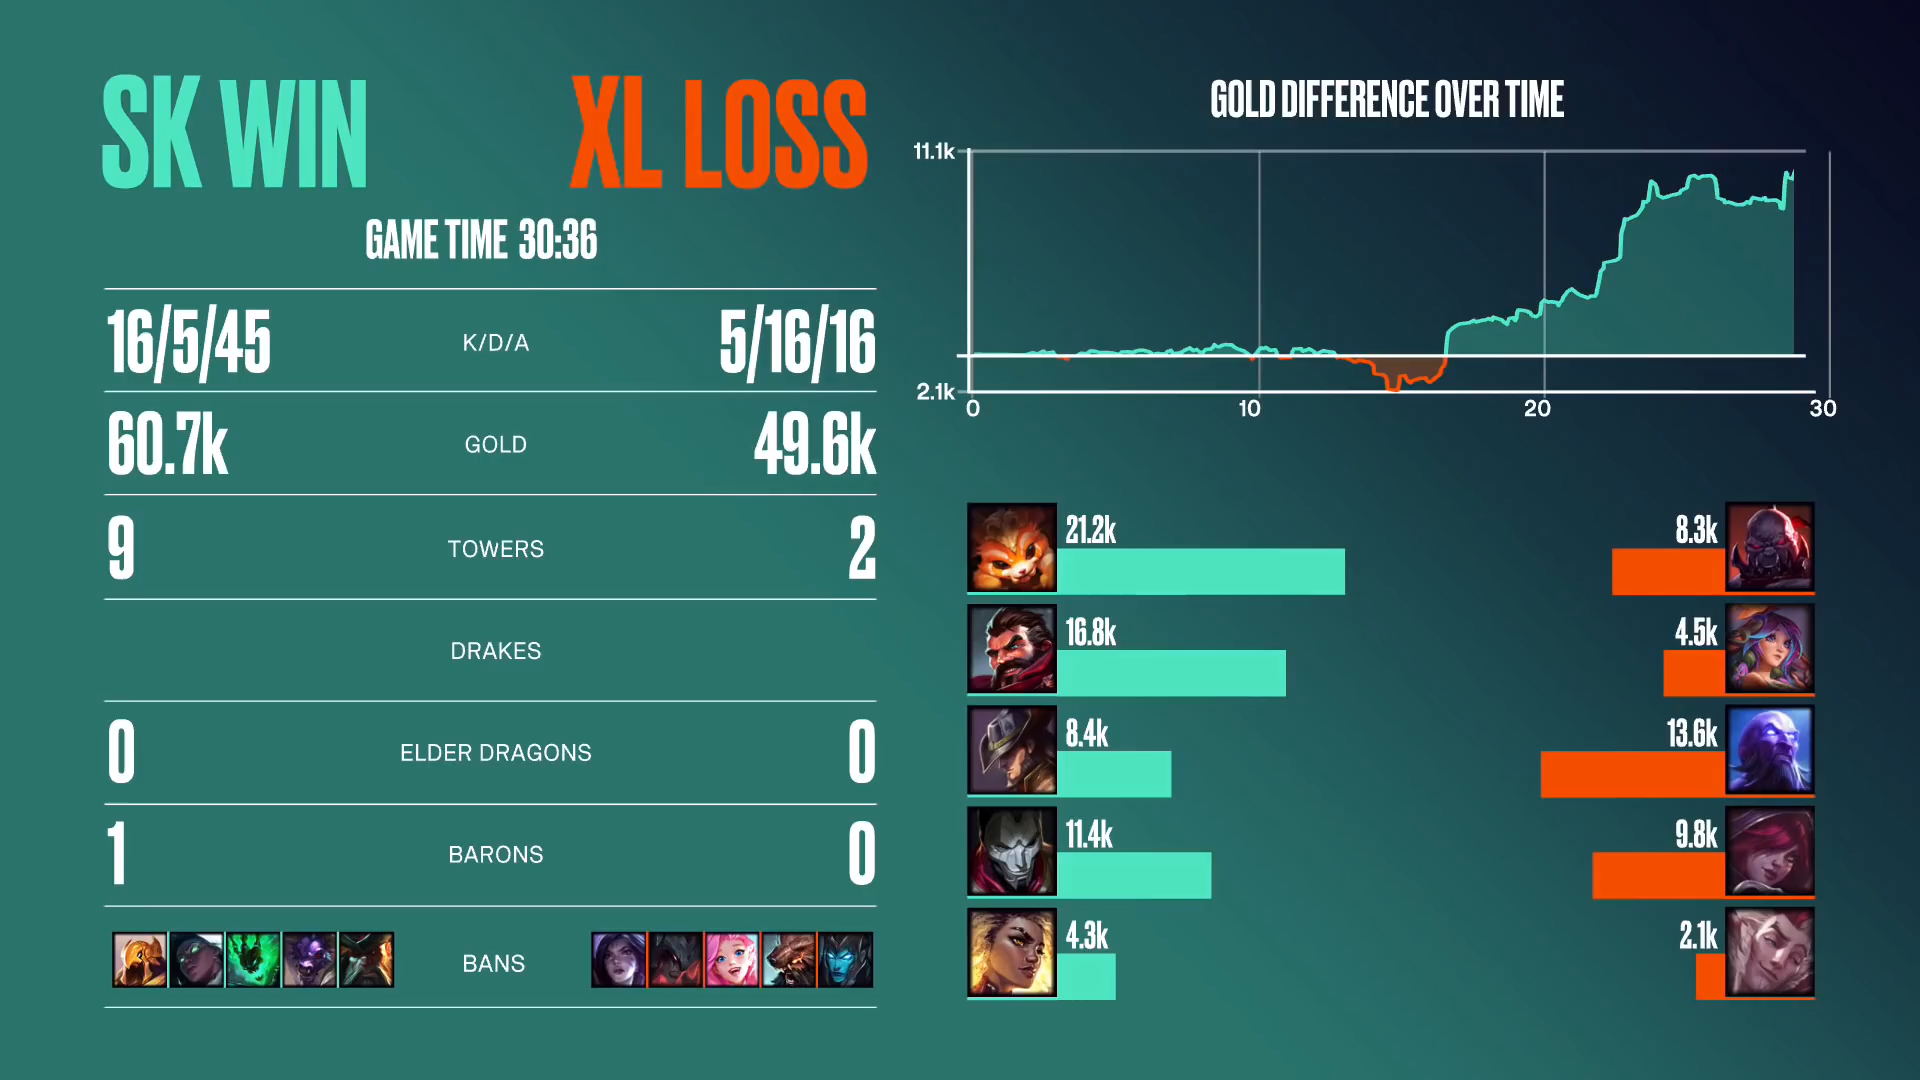 SK WIN
XL LOSS
GAME TIME 30:36
16/5/45 K/D/A 5/16/16
60.7k GOLD 49.6k
9 TOWERS 2
DRAKES
0 ELDER DRAGONS 0
1 BARONS 0
BANS
GOLD DIFFERENCE OVER TIME
11.1k
2.1k
0 10 20 30
21.2k 8.3k
16.8k 4.5k
8.4k 13.6k
11.4k 9.8k
4.3k 2.1k